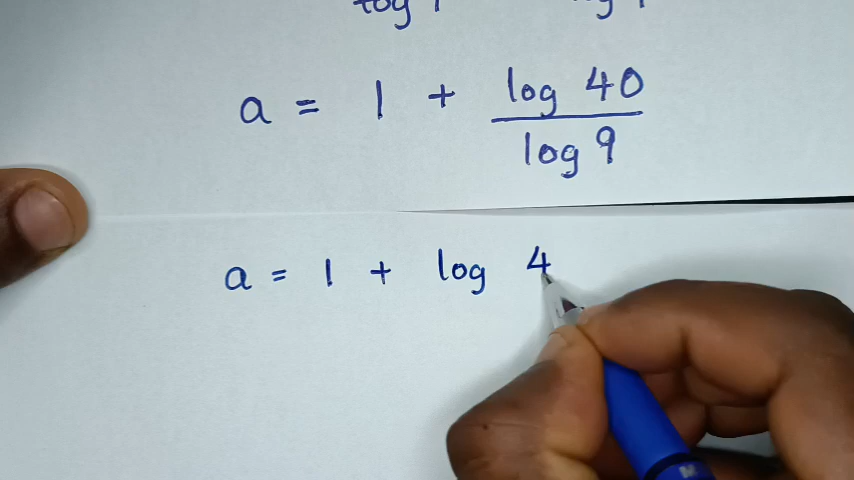 a = 1 + log 40
log 9
a = 1 + log 4